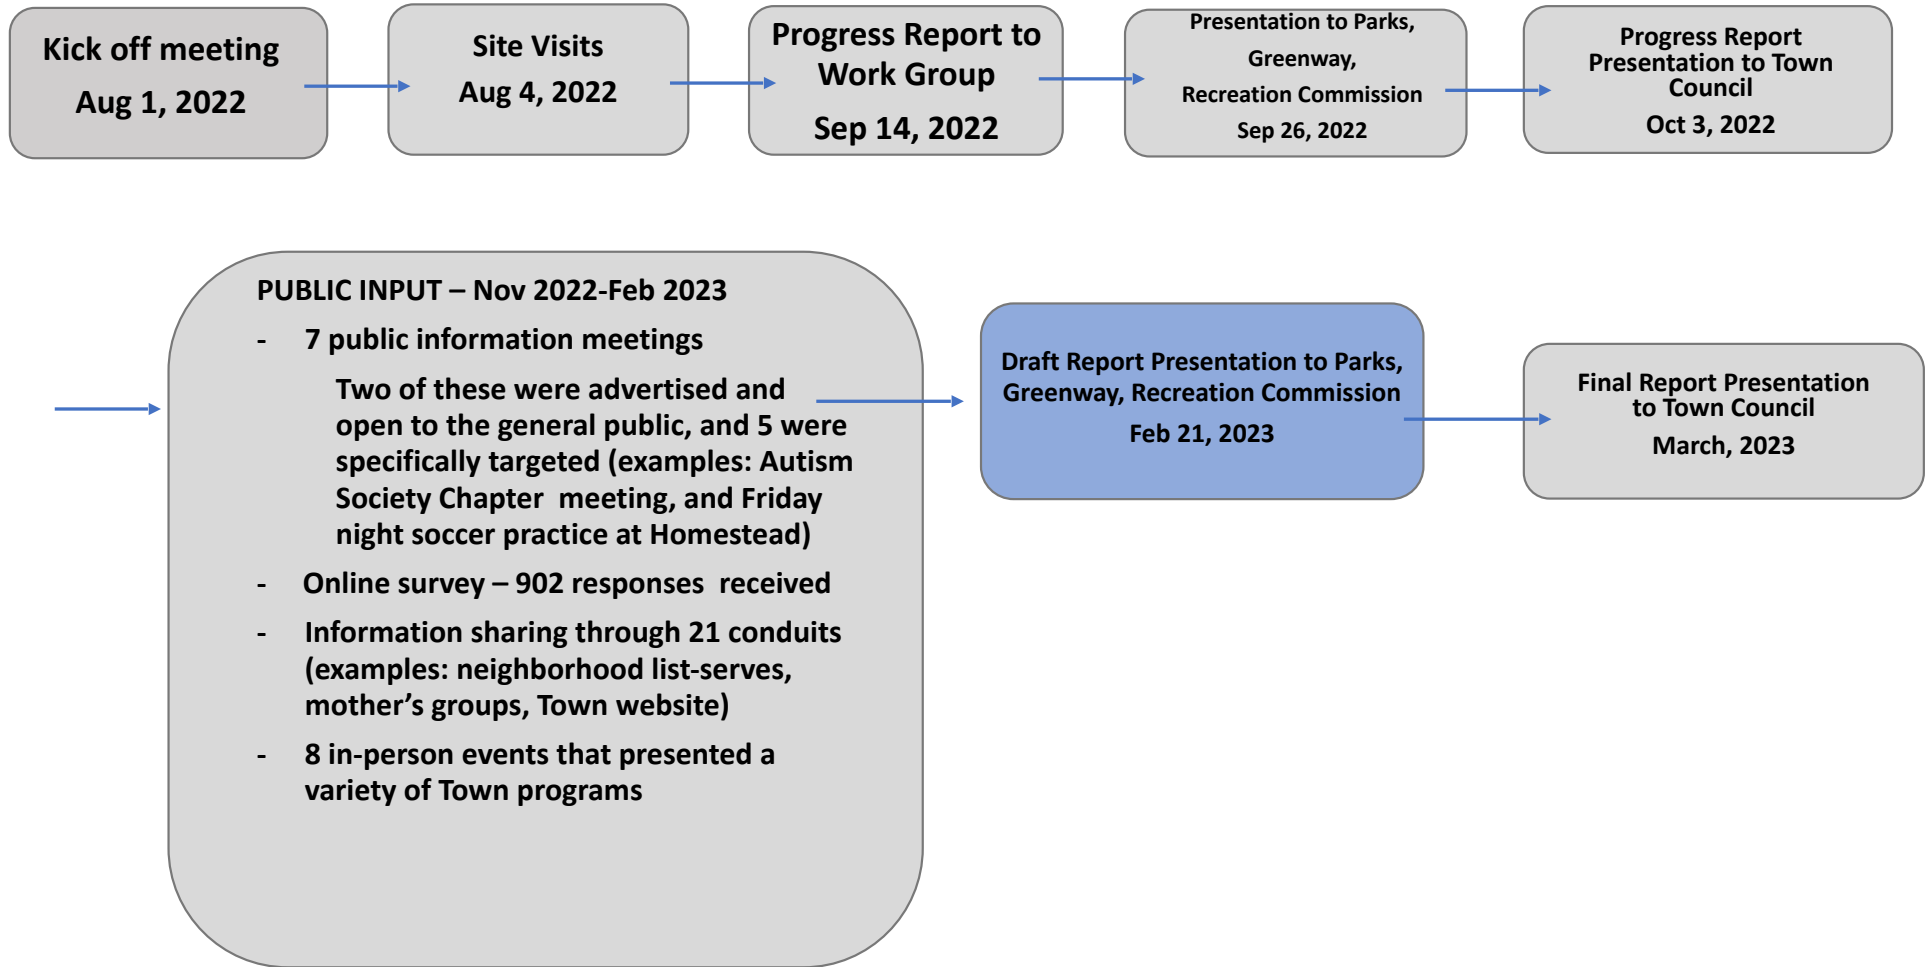 Kick off meeting
Aug 1, 2022
Site Visits
Aug 4, 2022
Progress Report to
Work Group
Sep 14, 2022
Presentation to Parks,
Greenway,
Recreation Commission
Sep 26, 2022
Progress Report
Presentation to Town
Council
Oct 3, 2022
PUBLIC INPUT – Nov 2022-Feb 2023
- 7 public information meetings
Two of these were advertised and
open to the general public, and 5 were
specifically targeted (examples: Autism
Society Chapter meeting, and Friday
night soccer practice at Homestead)
- Online survey – 902 responses received
- Information sharing through 21 conduits
(examples: neighborhood list-serves,
mother’s groups, Town website)
- 8 in-person events that presented a
variety of Town programs
Draft Report Presentation to Parks,
Greenway, Recreation Commission
Feb 21, 2023
Final Report Presentation
to Town Council
March, 2023